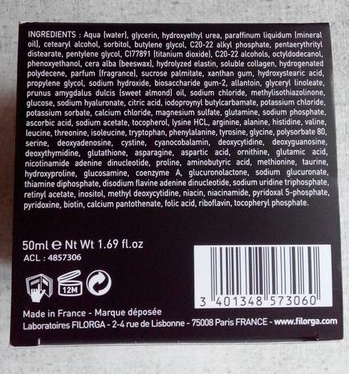 INGREDIENTS : Aqua (water), glycerin, hydroxyethyl urea, paraffinum liquidum (mineral
oil), cetearyl alcohol, sorbitol, butylene glycol, C20-22 alkyl phosphate, pentaerythrityl
distearate, pentylene glycol, CI77891 (titanium dioxide), C20-22 alcohols, octyldodecanol,
phenoxyethanol, cera alba (beeswax), hydrolyzed elastin, soluble collagen, hydrogenated
polydecene, parfum (fragrance), sucrose palmitate, xanthan gum, hydroxystearic acid,
propylene glycol, sodium hydroxide, biosaccharide gum-2, allantoin, glyceryl linoleate,
prunus amygdalus dulcis (sweet almond) oil, sodium chloride, methylisothiazolinone,
glucose, sodium hyaluronate, citric acid, iodopropynyl butylcarbamate, potassium chloride,
potassium sorbate, calcium chloride, magnesium sulfate, glutamine, sodium phosphate,
ascorbic acid, sodium acetate, tocopherol, lysine HCL, arginine, alanine, histidine, valine,
leucine, threonine, isoleucine, tryptophan, phenylalanine, tyrosine, glycine, polysorbate 80,
serine, deoxyadenosine, cystine, cyanocobalamin, deoxycytidine, deoxyguanosine,
deoxythymidine, glutathione, asparagine, aspartic acid, ornithine, glutamic acid,
nicotinamide adenine dinucleotide, proline, aminobutyric acid, methionine, taurine,
hydroxyproline, glucosamine, coenzyme A, glucuronolactone, sodium glucuronate,
thiamine diphosphate, disodium flavine adenine dinucleotide, sodium uridine triphosphate,
retinyl acetate, inositol, methyl deoxycytidine, niacin, niacinamide, pyridoxal 5-phosphate,
pyridoxine, biotin, calcium pantothenate, folic acid, riboflavin, tocopheryl phosphate.
50ml ℮ Nt Wt 1.69 fl.oz
ACL : 4857306
12M
3 401348 573060
Made in France - Marque déposée
Laboratoires FILORGA - 2-4 rue de Lisbonne - 75008 Paris FRANCE - www.filorga.com